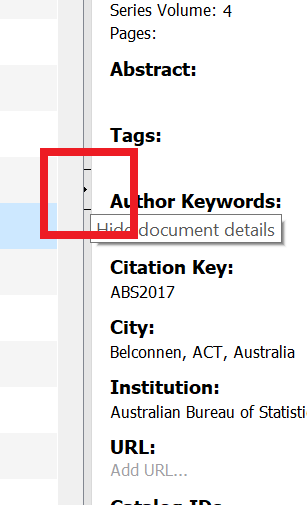 Series Volume: 4
Pages:
Abstract:
Tags:
Author Keywords:
Hide document details
Citation Key:
ABS2017
City:
Belconnen, ACT, Australia
Institution:
Australian Bureau of Statisti
URL:
Add URL...
Catalog IDs